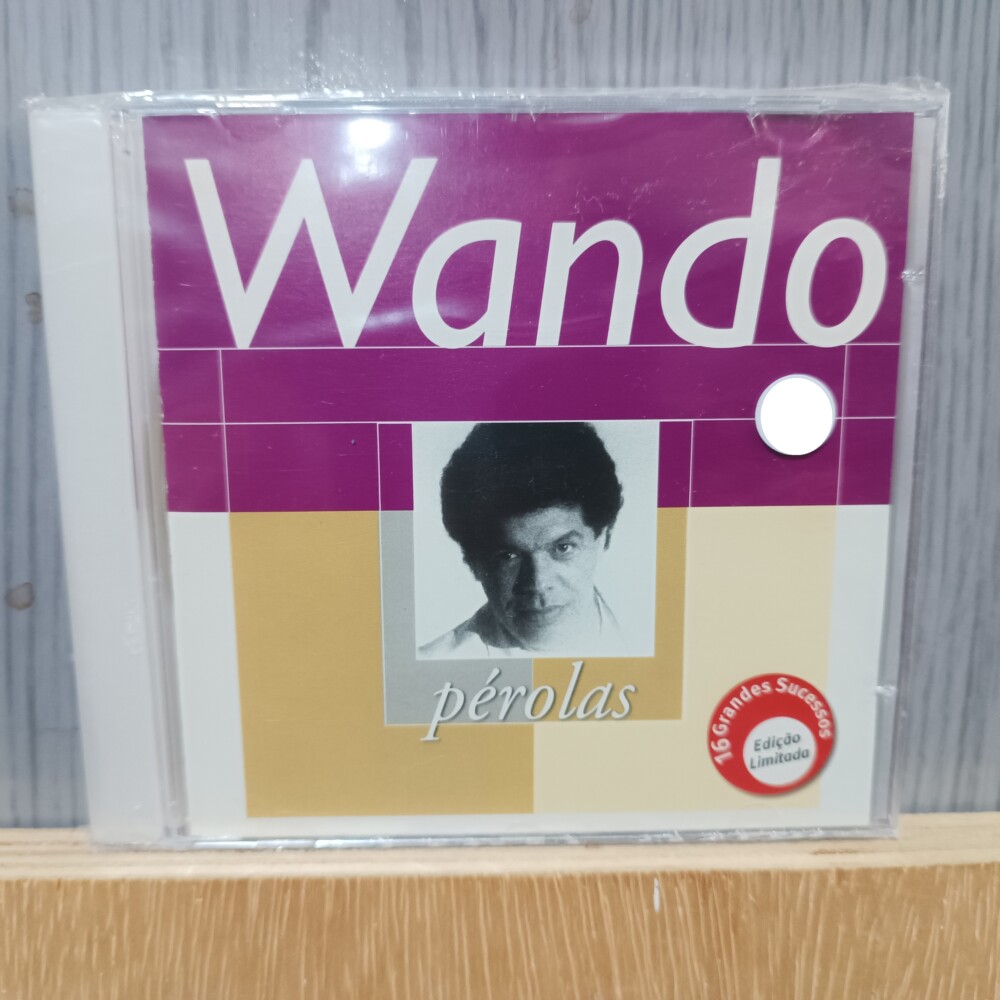 Wando
pérolas
16 Grandes Sucessos
Edição
Limitada